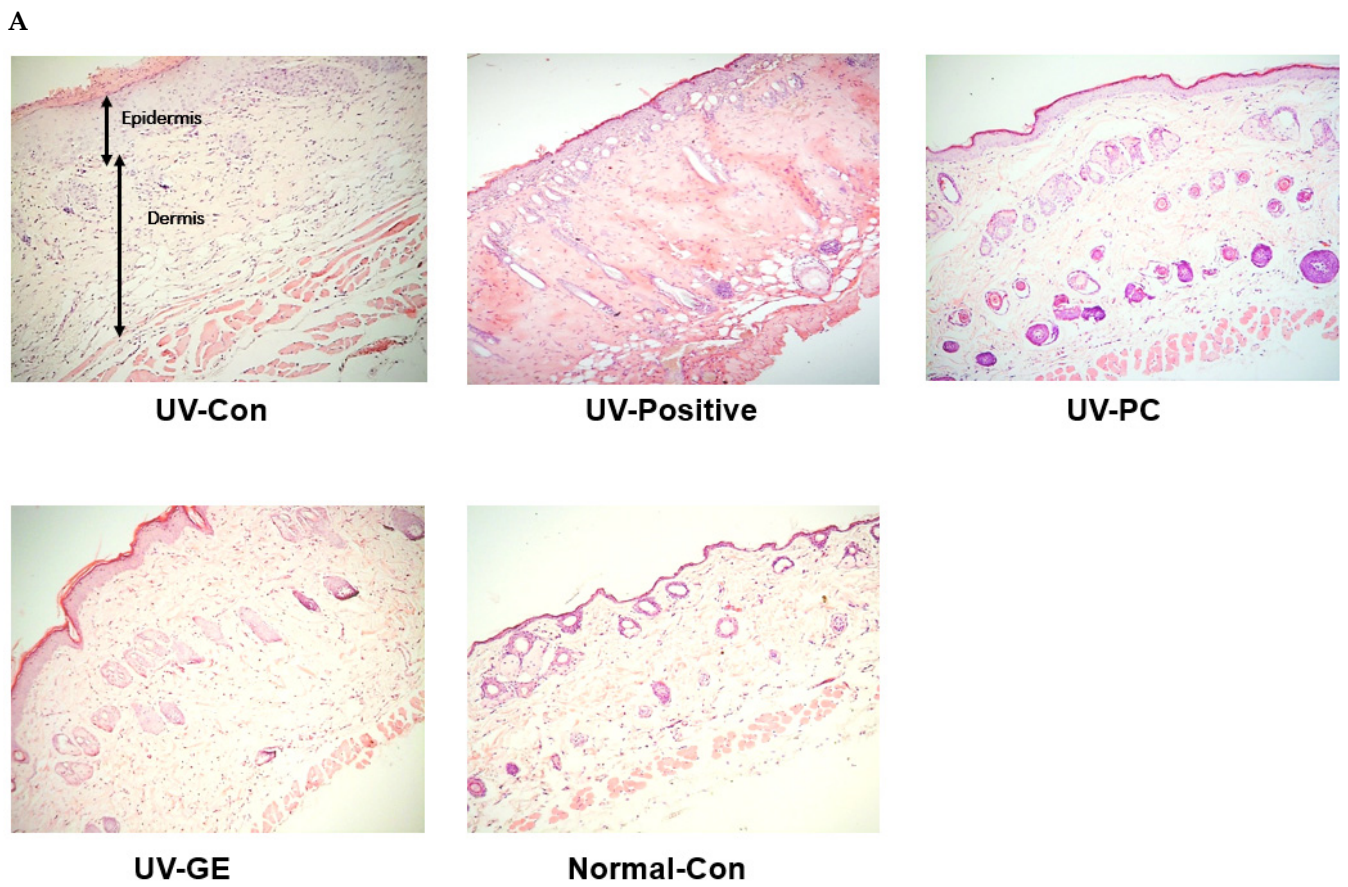 A
Epidermis
Dermis
UV-Con
UV-Positive
UV-PC
UV-GE
Normal-Con